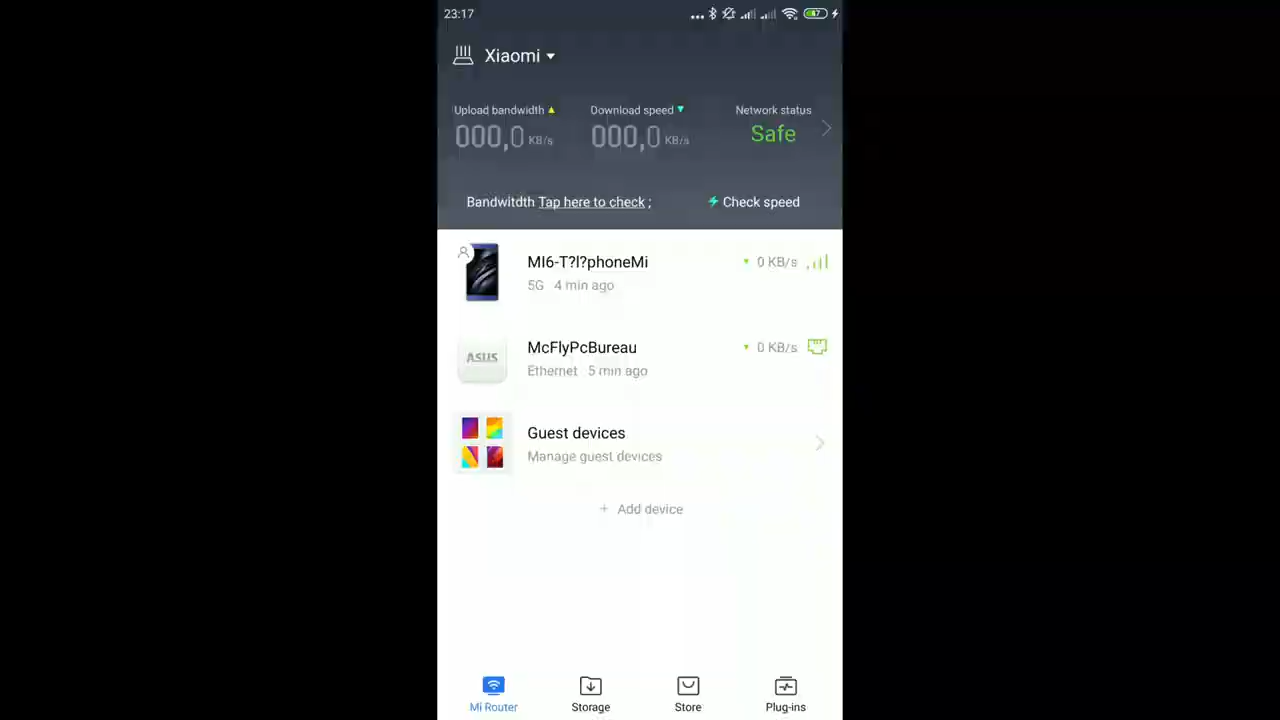 23:17
47
Xiaomi
Upload bandwidth
Download speed
Network status
000,0 KB/s
000,0 KB/s
Safe
Bandwitdth Tap here to check ;
Check speed
MI6-T?l?phoneMi
0 KB/s
5G 4 min ago
McFlyPcBureau
0 KB/s
ASUS
Ethernet 5 min ago
Guest devices
Manage guest devices
+ Add device
Mi Router
Storage
Store
Plug-ins